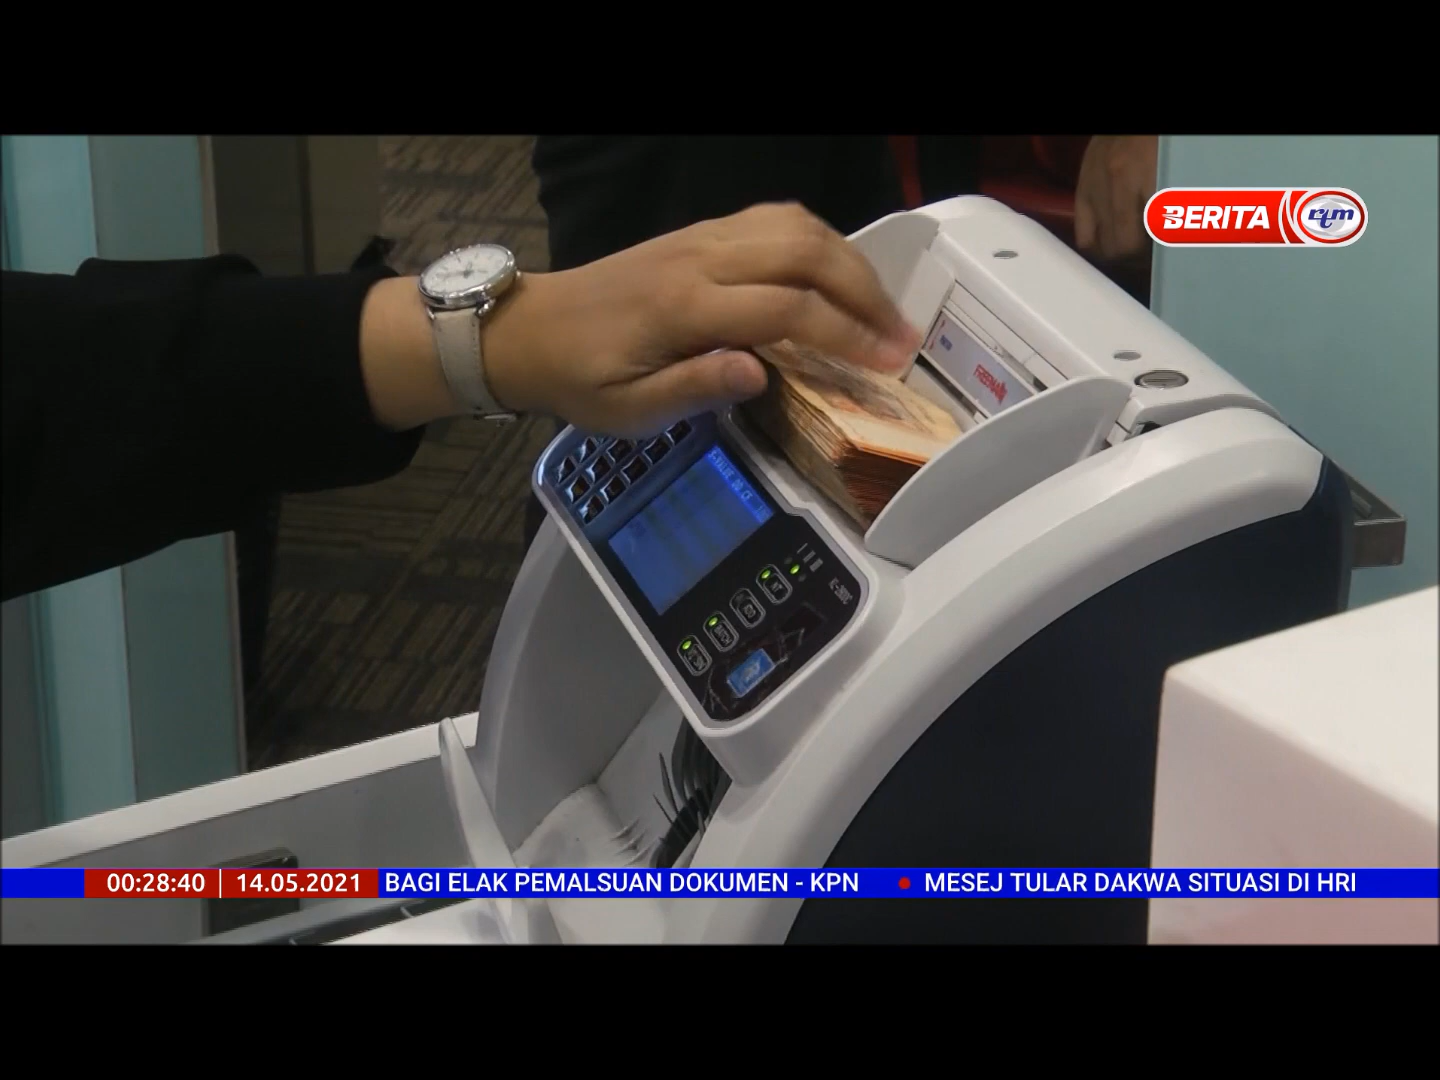 BERITA rtm
FREEMAN
00:28:40 | 14.05.2021 BAGI ELAK PEMALSUAN DOKUMEN - KPN • MESEJ TULAR DAKWA SITUASI DI HRI